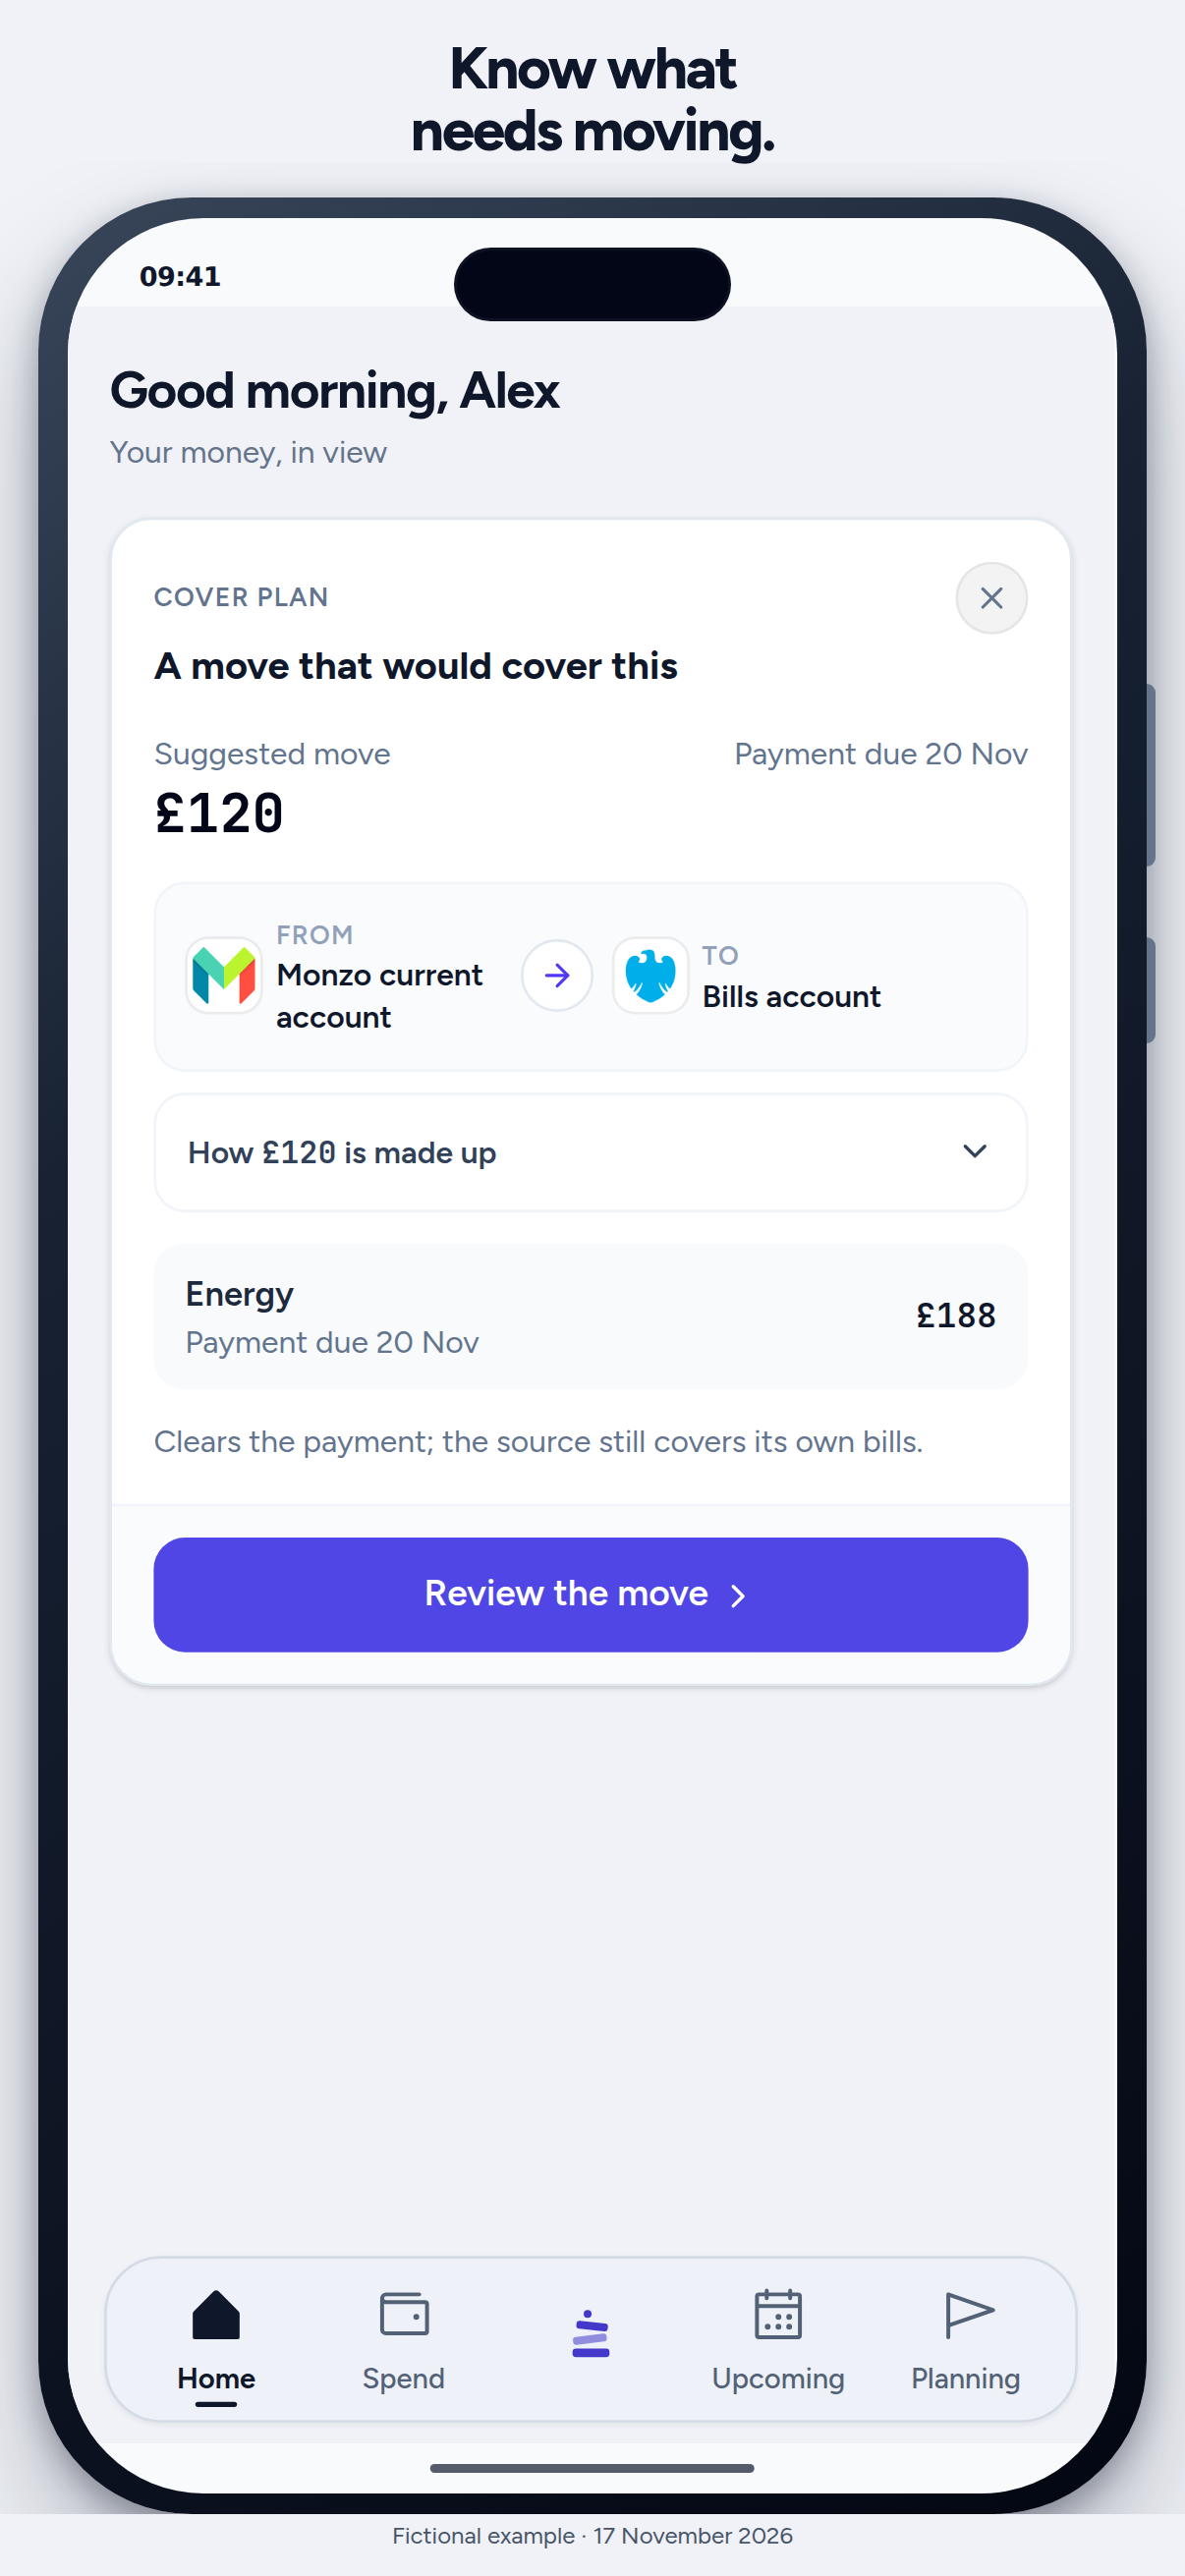 Know what
needs moving.
09:41
Good morning, Alex
Your money, in view
COVER PLAN
A move that would cover this
Suggested move
Payment due 20 Nov
£120
FROM
Monzo current
account
TO
Bills account
How £120 is made up
Energy
Payment due 20 Nov
£188
Clears the payment; the source still covers its own bills.
Review the move
Home
Spend
Upcoming
Planning
Fictional example · 17 November 2026